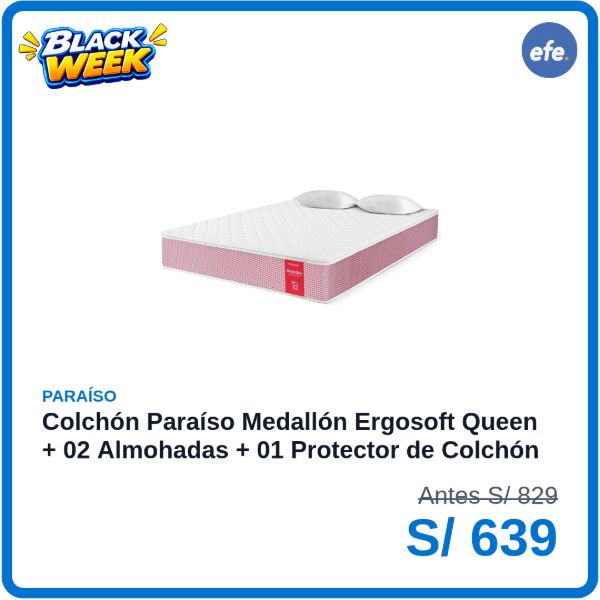 BLACK
WEEK
efe.
PARAÍSO
Colchón Paraíso Medallón Ergosoft Queen
+ 02 Almohadas + 01 Protector de Colchón
Antes S/ 829
S/ 639